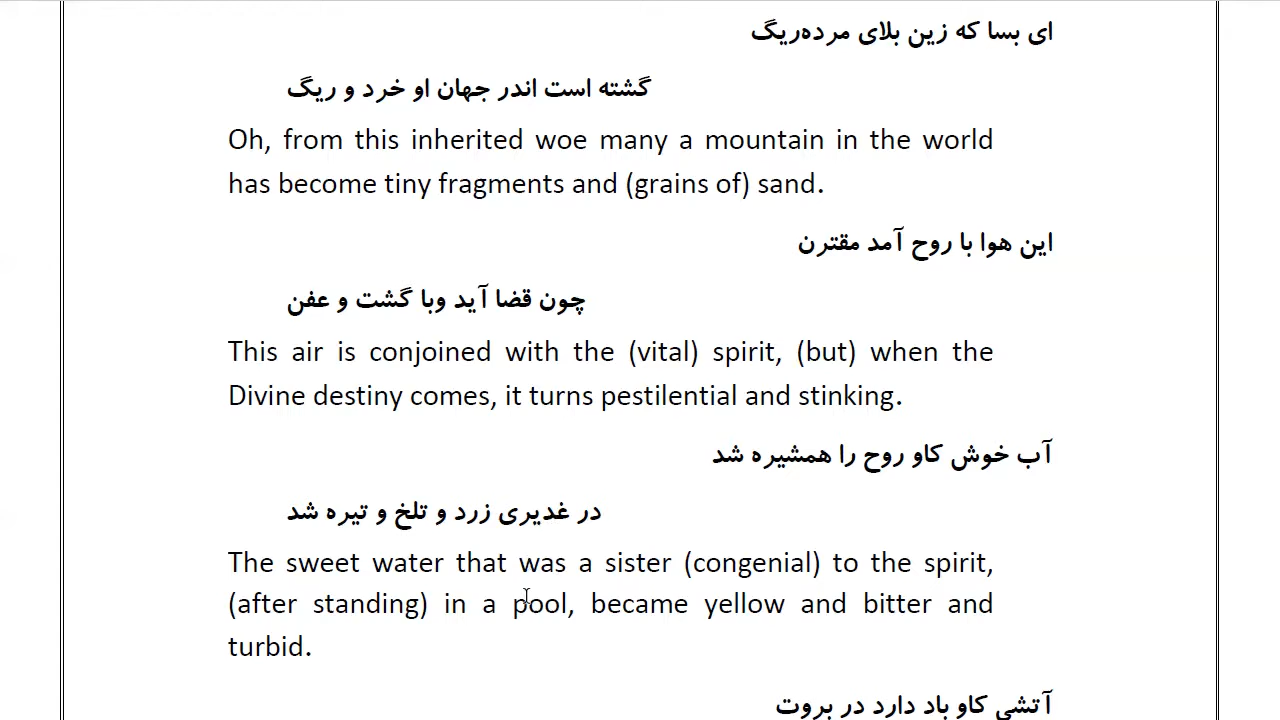 ای بسا که زین بلای مرده‌ریگ
گشته است اندر جهان او خرد و ریگ
Oh, from this inherited woe many a mountain in the world
has become tiny fragments and (grains of) sand.
این هوا با روح آمد مقترن
چون قضا آید وبا گشت و عفن
This air is conjoined with the (vital) spirit, (but) when the
Divine destiny comes, it turns pestilential and stinking.
آب خوش کاو روح را همشیره شد
در غدیری زرد و تلخ و تیره شد
The sweet water that was a sister (congenial) to the spirit,
(after standing) in a pool, became yellow and bitter and
turbid.
آتشی کاو باد دارد در بروت